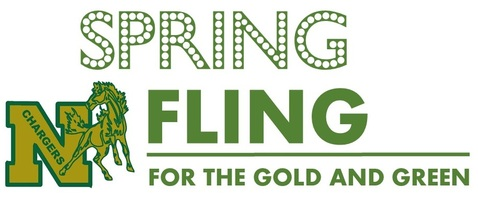 SPRING
FLING
N CHARGERS
FOR THE GOLD AND GREEN